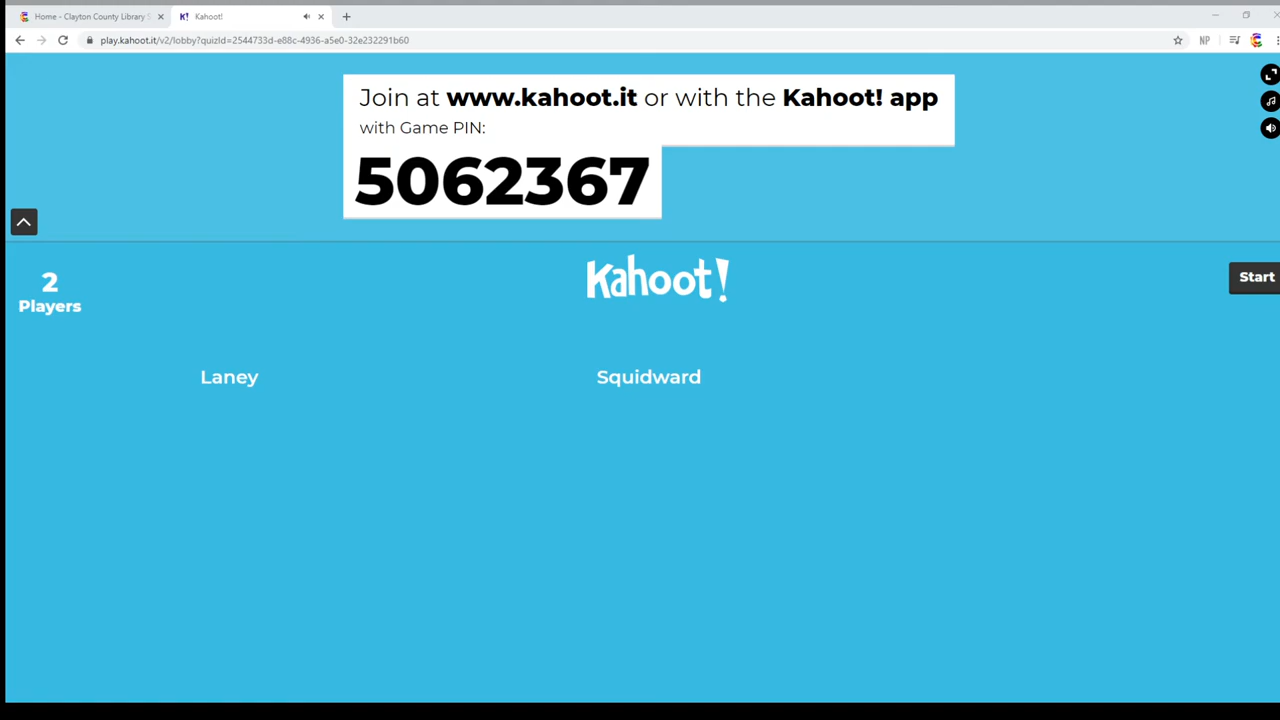 Home - Clayton County Library S
Kahoot!
play.kahoot.it/v2/lobby?quizId=2544733d-e88c-4936-a5e0-32e232291b60
NP
Join at www.kahoot.it or with the Kahoot! app
with Game PIN:
5062367
2
Players
Kahoot!
Start
Laney
Squidward